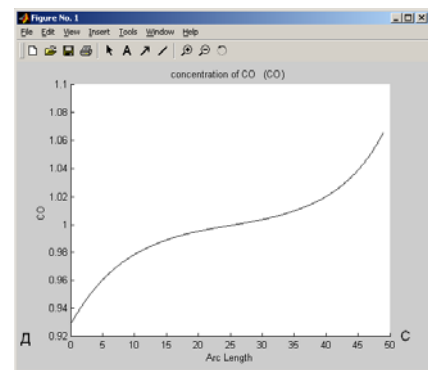 Figure No. 1
File Edit View Insert Tools Window Help
A
concentration of CO (CO)
1.1
1.08
1.06
1.04
1.02
1
0.98
0.96
0.94
0.92
CO
0 5 10 15 20 25 30 35 40 45 50
Arc Length
Д
C